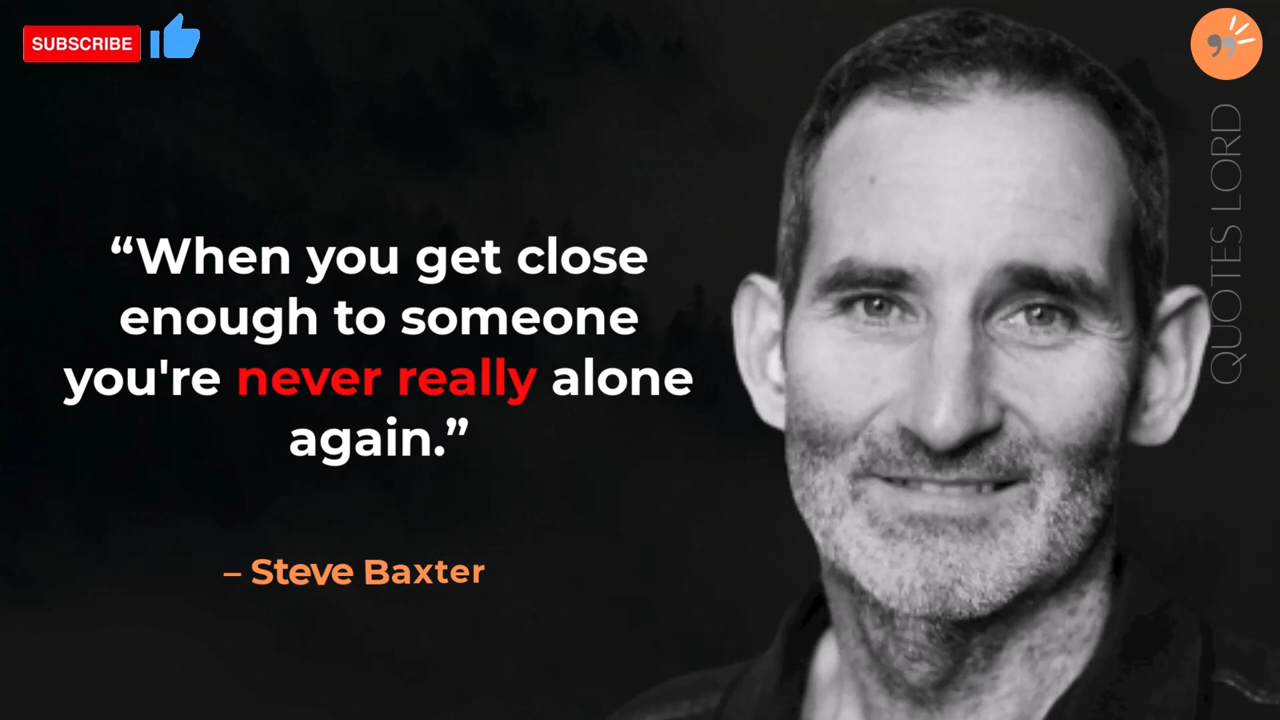 SUBSCRIBE
“When you get close
enough to someone
you're never really alone
again.”
– Steve Baxter
QUOTES LORD